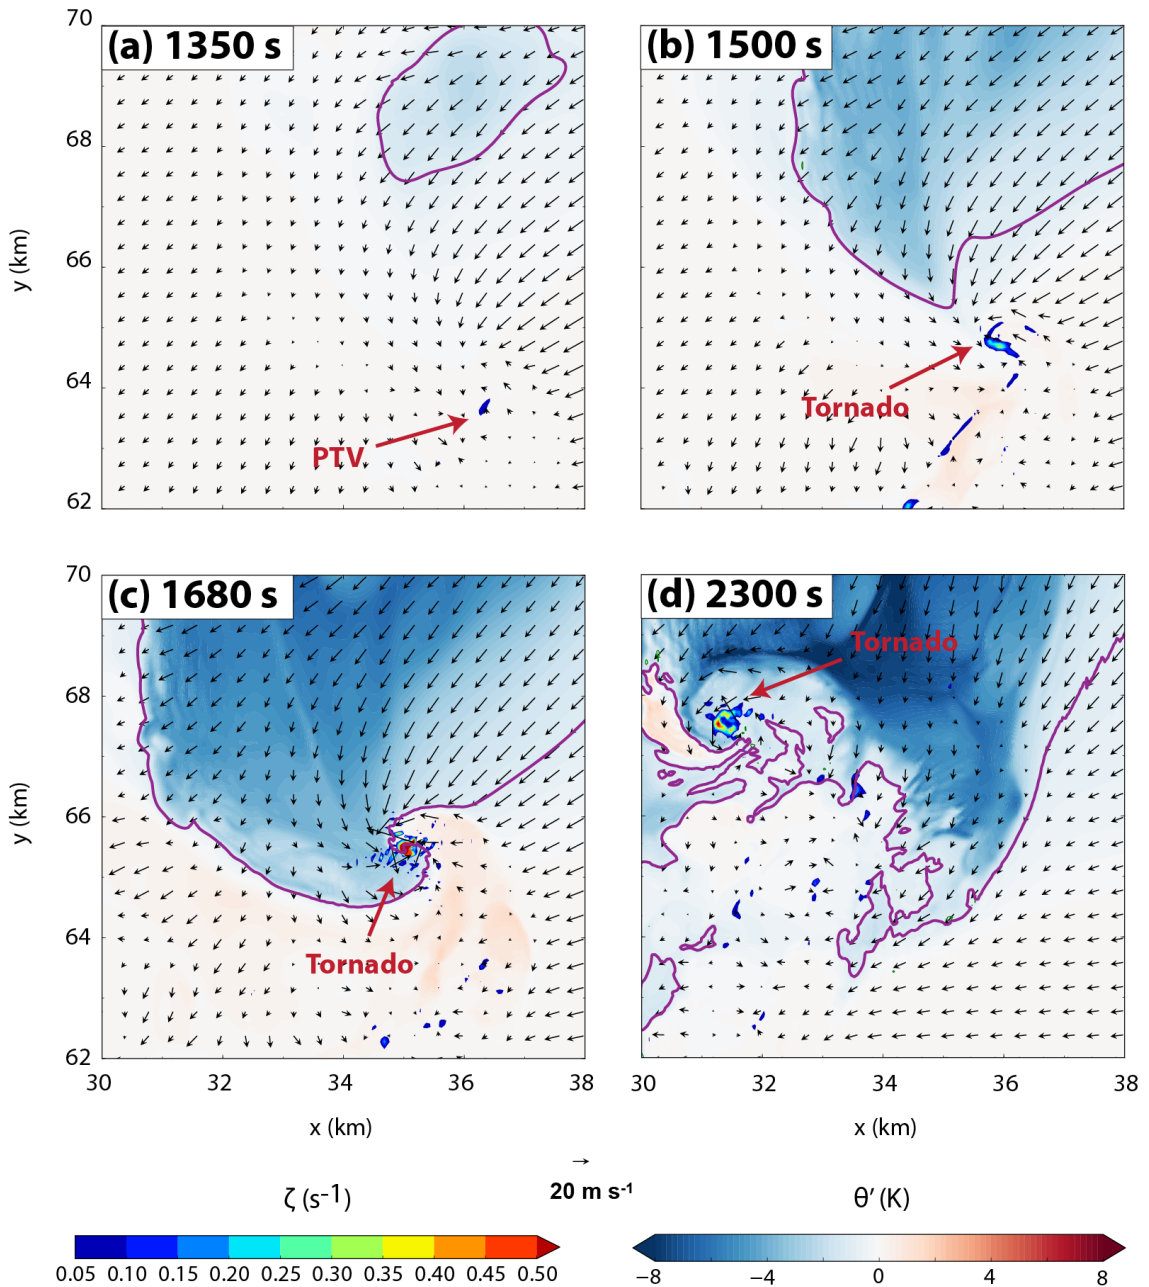 (a) 1350 s
(b) 1500 s
70
68
66
64
62
y (km)
PTV
Tornado
(c) 1680 s
(d) 2300 s
70
68
66
64
62
y (km)
Tornado
Tornado
30 32 34 36 38
30 32 34 36 38
x (km)
x (km)
20 m s-1
ζ (s-1)
θ’ (K)
0.05 0.10 0.15 0.20 0.25 0.30 0.35 0.40 0.45 0.50
−8 −4 0 4 8